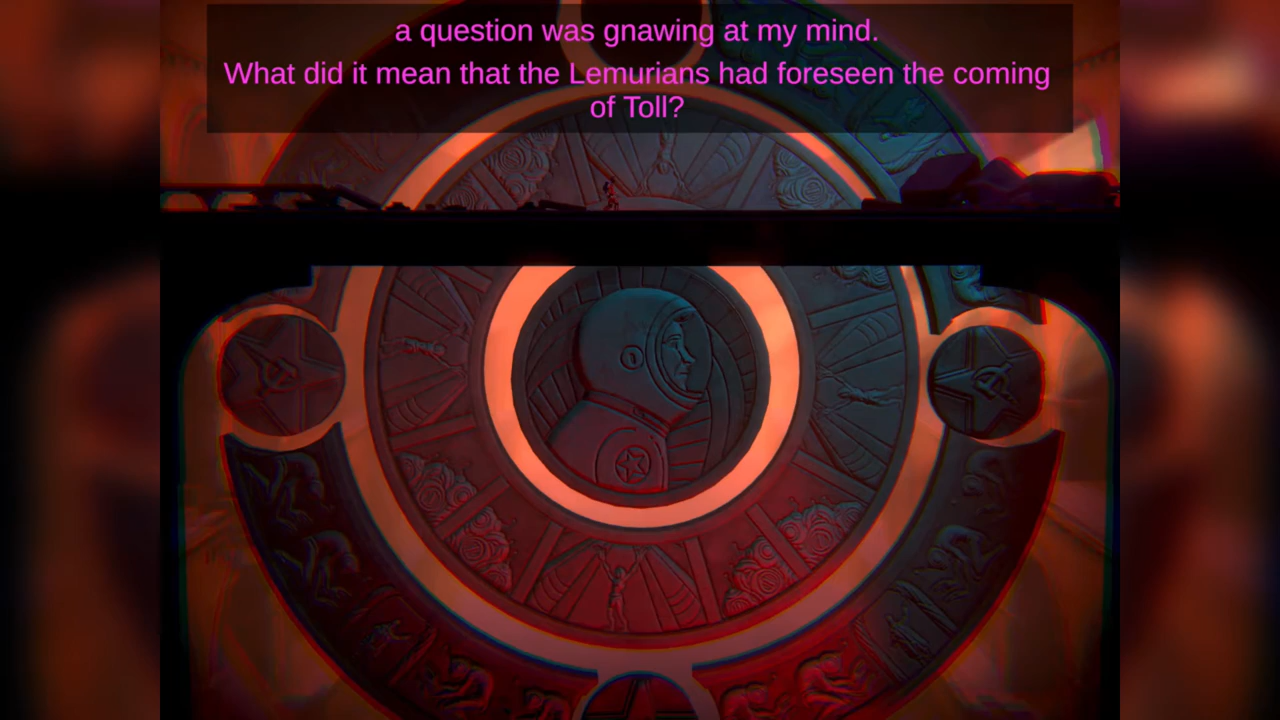 a question was gnawing at my mind.
What did it mean that the Lemurians had foreseen the coming
of Toll?